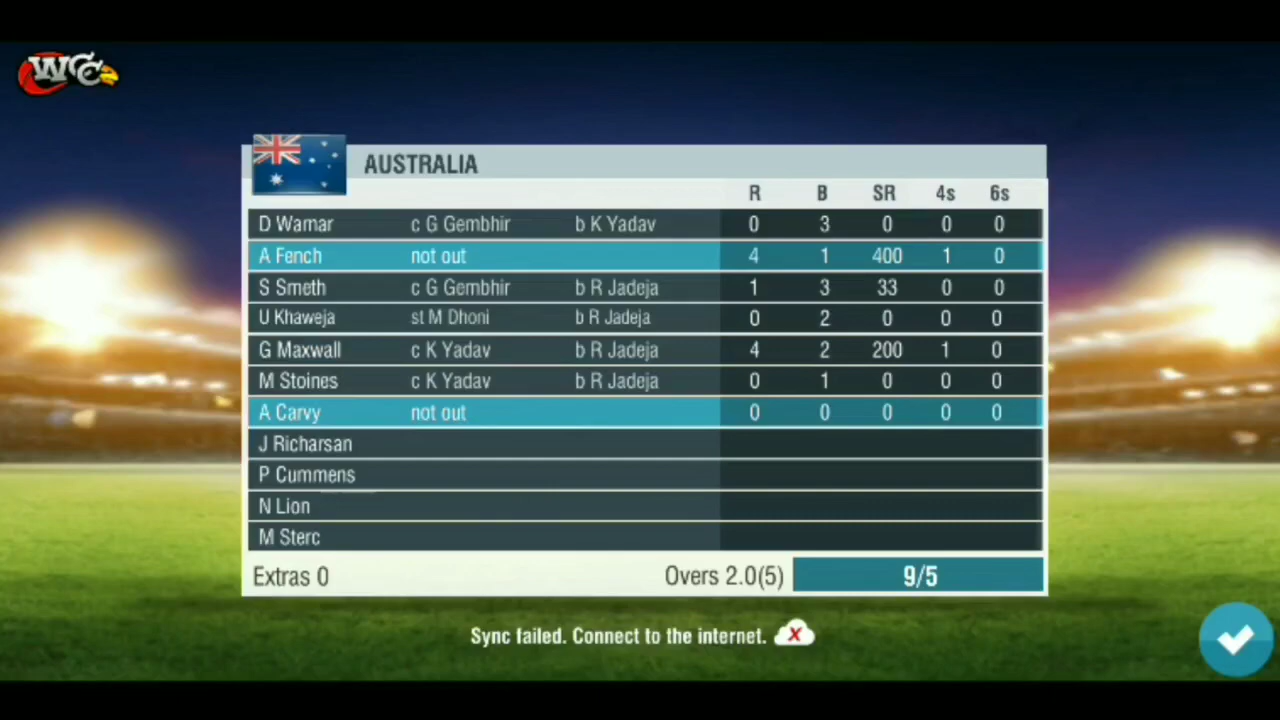 WCC
AUSTRALIA
R B SR 4s 6s
D Warnar c G Gembhir b K Yadav 0 3 0 0 0
A Fench not out 4 1 400 1 0
S Smeth c G Gembhir b R Jadeja 1 3 33 0 0
U Khaweja st M Dhoni b R Jadeja 0 2 0 0 0
G Maxwall c K Yadav b R Jadeja 4 2 200 1 0
M Stoines c K Yadav b R Jadeja 0 1 0 0 0
A Carvy not out 0 0 0 0 0
J Richarsan
P Cummens
N Lion
M Sterc
Extras 0 Overs 2.0(5) 9/5
Sync failed. Connect to the internet.